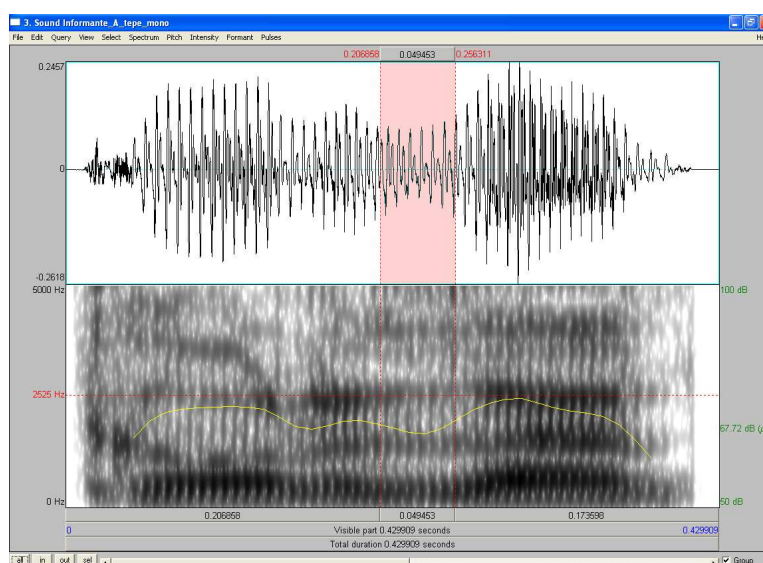 3. Sound Informante_A_tepe_mono
File Edit Query View Select Spectrum Pitch Intensity Formant Pulses
0.206858 0.049453 0.256311
0.2457
0
-0.2618
5000 Hz
100 dB
2525 Hz
67.72 dB
0 Hz
50 dB
0.206858 0.049453 0.173598
0 Visible part 0.429909 seconds 0.429909
Total duration 0.429909 seconds
all in out sel Group